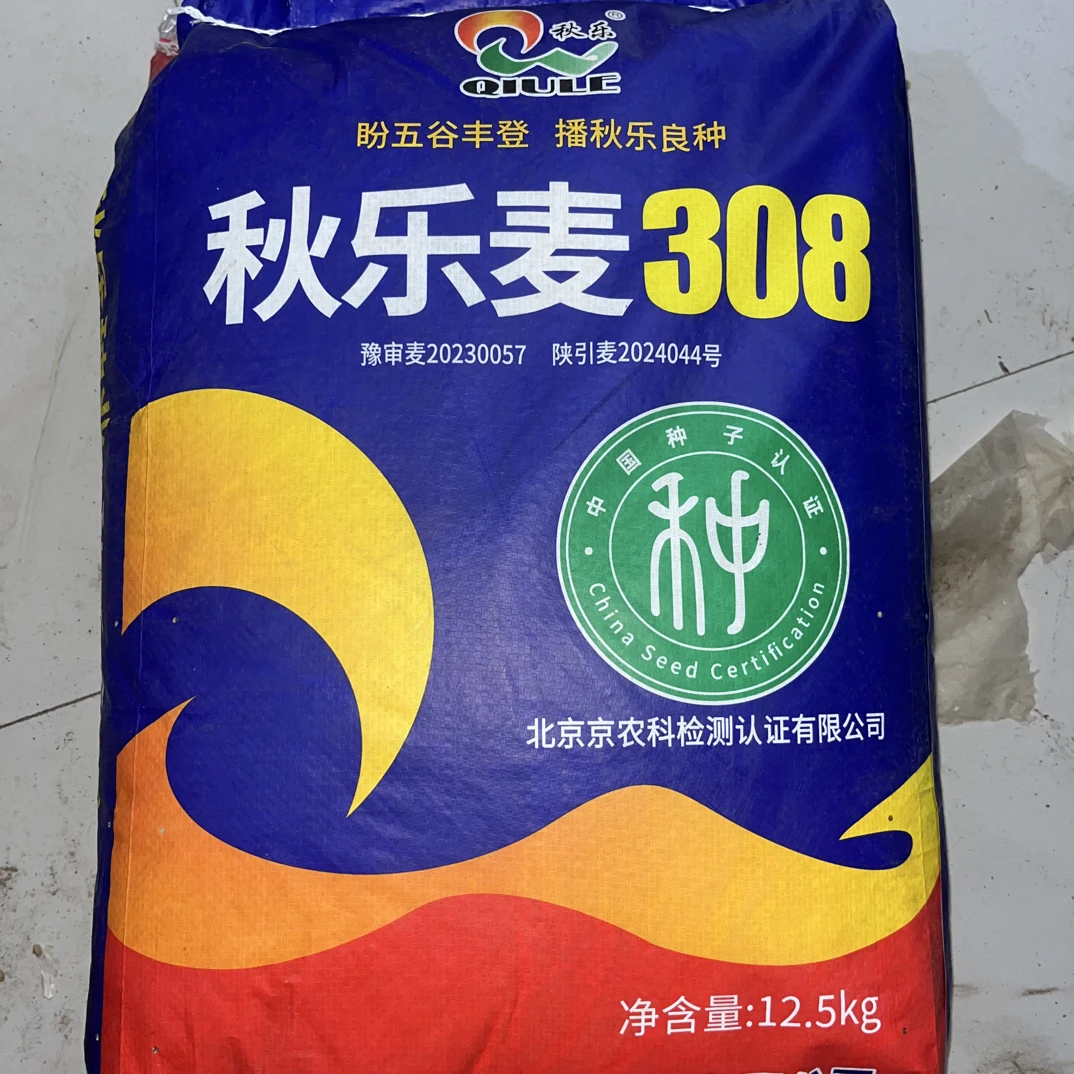 秋乐®
QIULE
盼五谷丰登 播秋乐良种
秋乐麦308
豫审麦20230057 陕引麦2024044号
中国种子认证
种
China Seed Certification
北京京农科检测认证有限公司
净含量:12.5kg